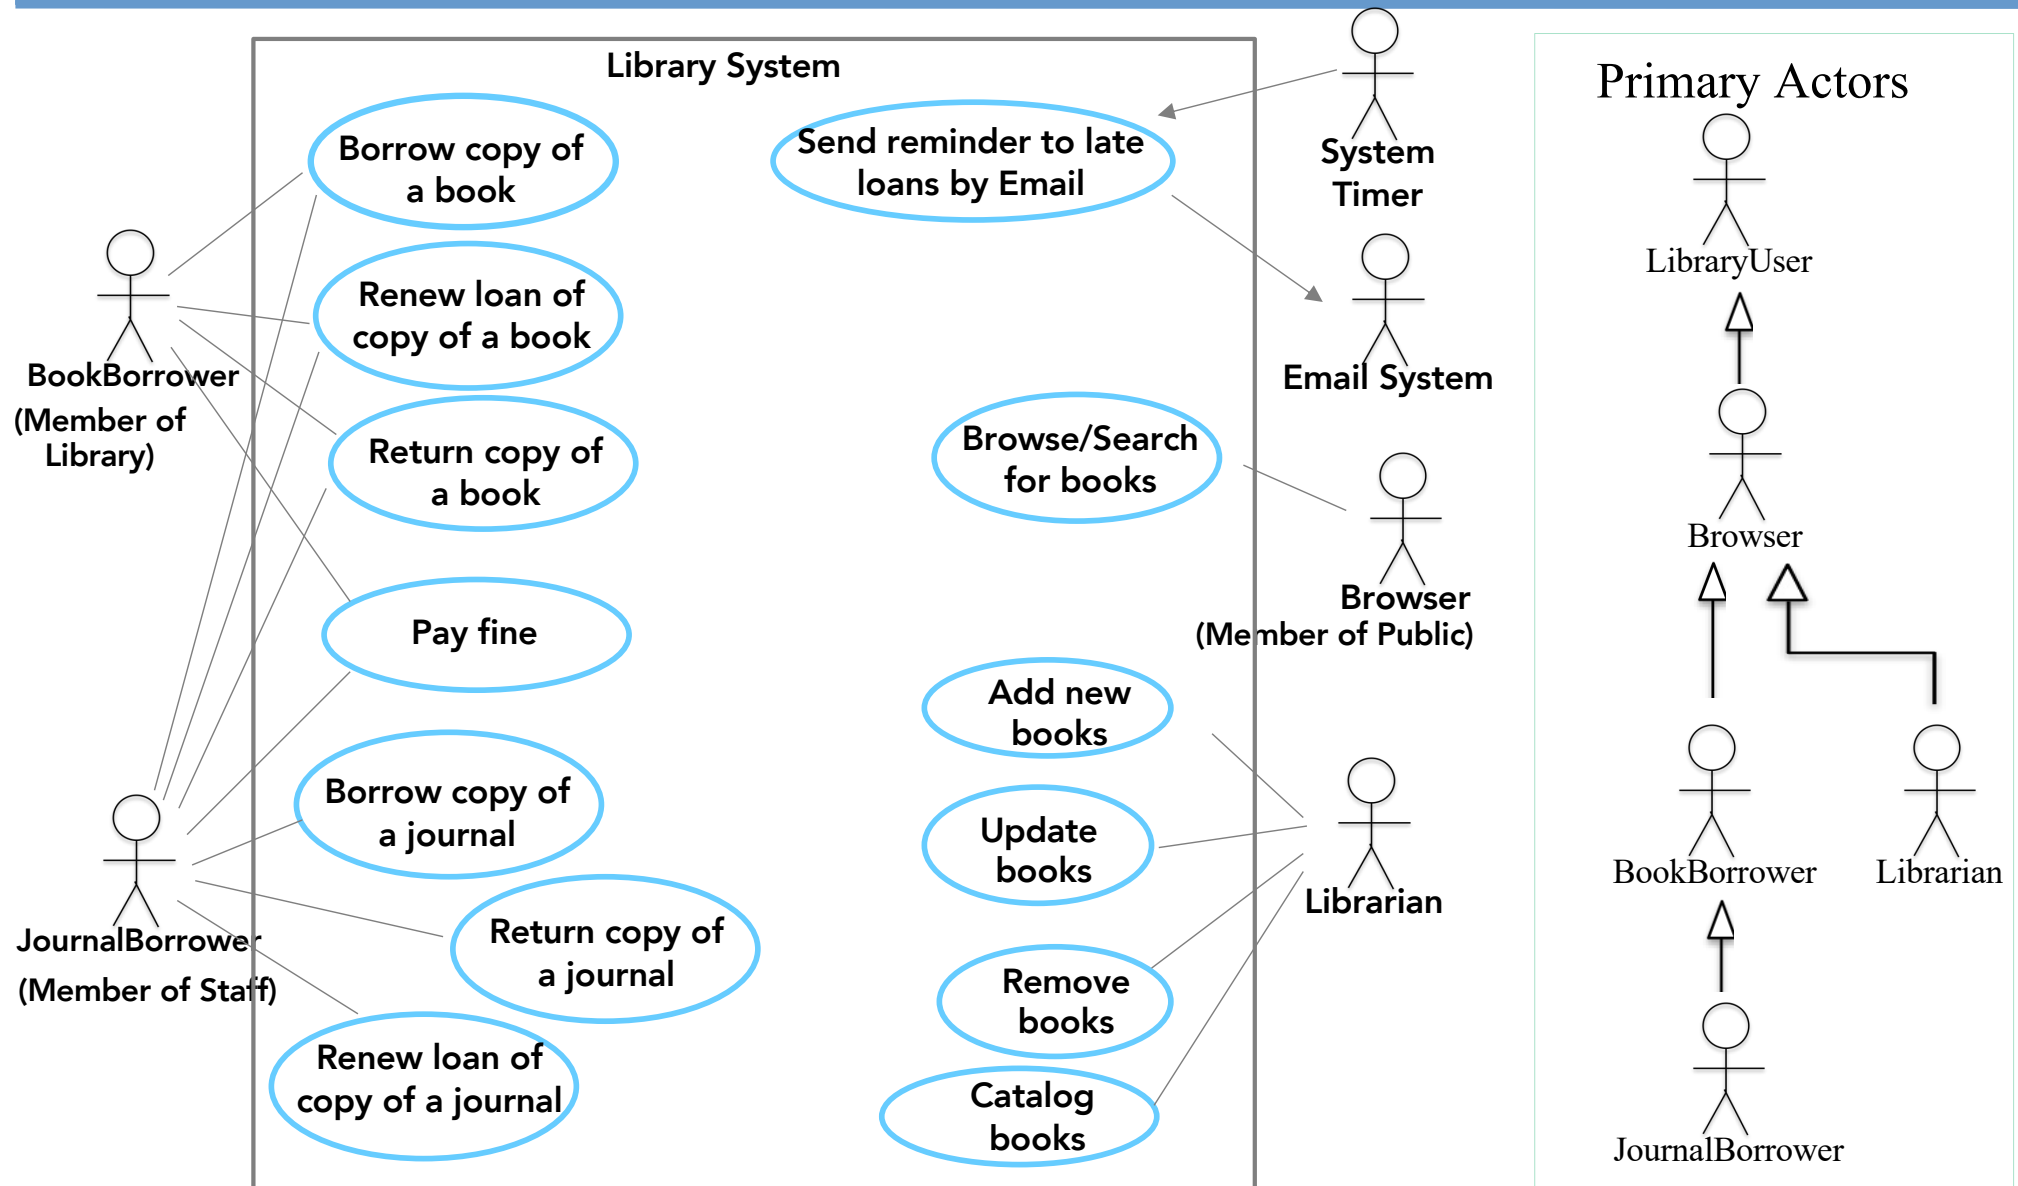 Library System
Borrow copy of
a book
Renew loan of
copy of a book
Return copy of
a book
Pay fine
Borrow copy of
a journal
Return copy of
a journal
Renew loan of
copy of a journal
BookBorrower
(Member of
Library)
JournalBorrower
(Member of Staff)
Send reminder to late
loans by Email
Browse/Search
for books
Add new
books
Update
books
Remove
books
Catalog
books
System
Timer
Email System
Browser
(Member of Public)
Librarian
Primary Actors
LibraryUser
Browser
BookBorrower
Librarian
JournalBorrower